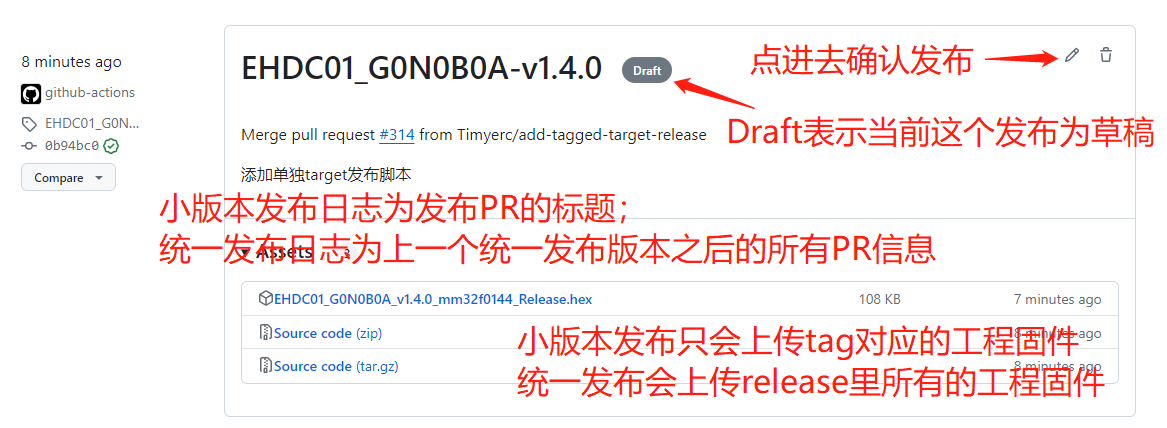 8 minutes ago
github-actions
EHDC01_G0N...
0b94bc0
Compare
EHDC01_G0N0B0A-v1.4.0
Draft
点进去确认发布
Draft表示当前这个发布为草稿
Merge pull request #314 from Timyerc/add-tagged-target-release
添加单独target发布脚本
小版本发布日志为发布PR的标题；
统一发布日志为上一个统一发布版本之后的所有PR信息
Assets 3
EHDC01_G0N0B0A_v1.4.0_mm32f0144_Release.hex 108 KB 7 minutes ago
Source code (zip) 8 minutes ago
Source code (tar.gz) 8 minutes ago
小版本发布只会上传tag对应的工程固件
统一发布会上传release里所有的工程固件